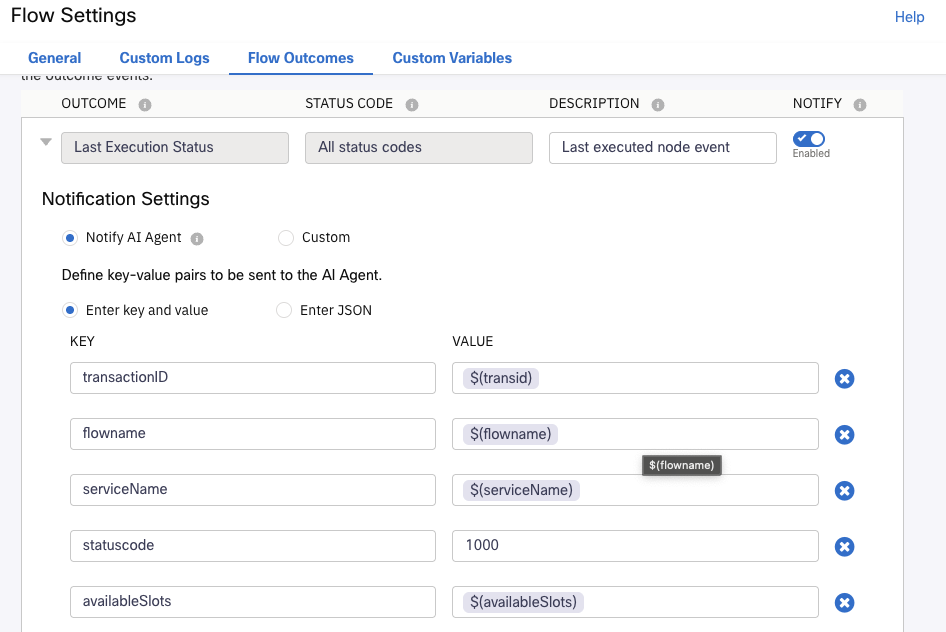 Flow Settings
Help
General Custom Logs Flow Outcomes Custom Variables
the outcome events.
OUTCOME STATUS CODE DESCRIPTION NOTIFY
Last Execution Status All status codes Last executed node event
Enabled
Notification Settings
Notify AI Agent Custom
Define key-value pairs to be sent to the AI Agent.
Enter key and value Enter JSON
KEY VALUE
transactionID $(transid)
flowname $(flowname)
$(flowname)
serviceName $(serviceName)
statuscode 1000
availableSlots $(availableSlots)